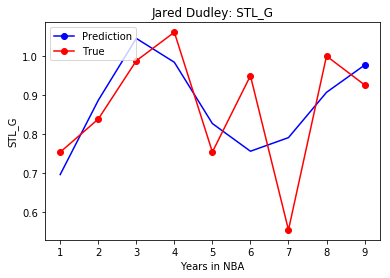 Jared Dudley: STL_G
Prediction
True
1.0
0.9
0.8
0.7
0.6
STL_G
1 2 3 4 5 6 7 8 9
Years in NBA